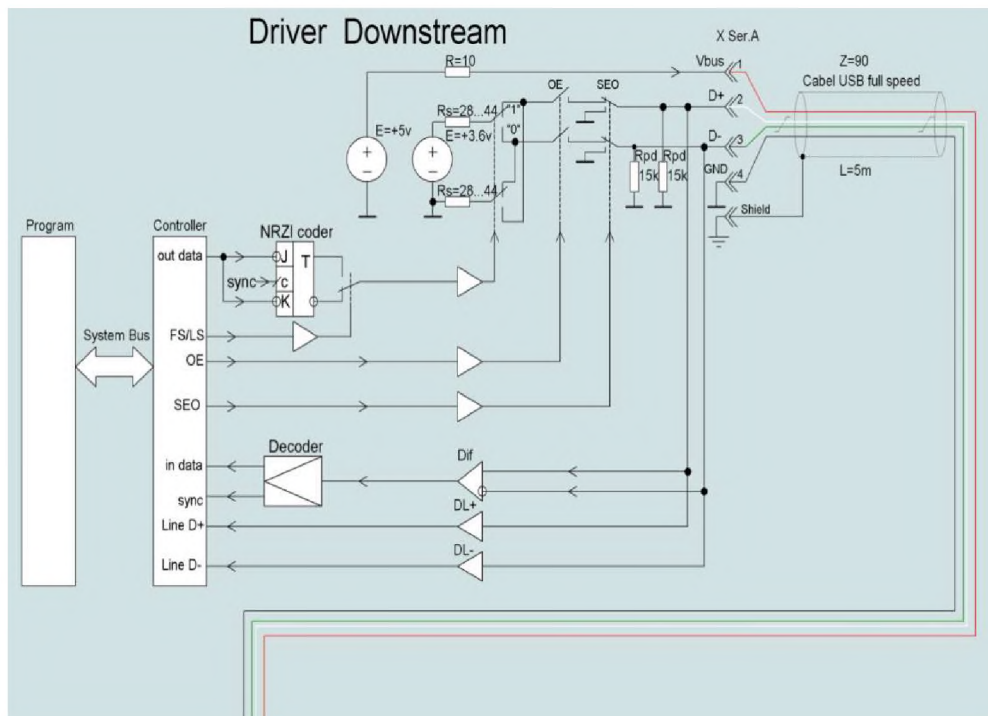 Driver Downstream
X Ser.A
R=10
Vbus
1
Z=90
Cabel USB full speed
OE
SEO
D+
2
Rs=28...44
"1"
"0"
E=+5v
E=+3.6v
D-
3
Rpd
15k
Rpd
15k
GND
4
L=5m
Rs=28...44
Shield
Program
Controller
NRZI coder
out data
J
T
sync
c
K
FS/LS
System Bus
OE
SEO
Decoder
Dif
in data
sync
DL+
Line D+
DL-
Line D-